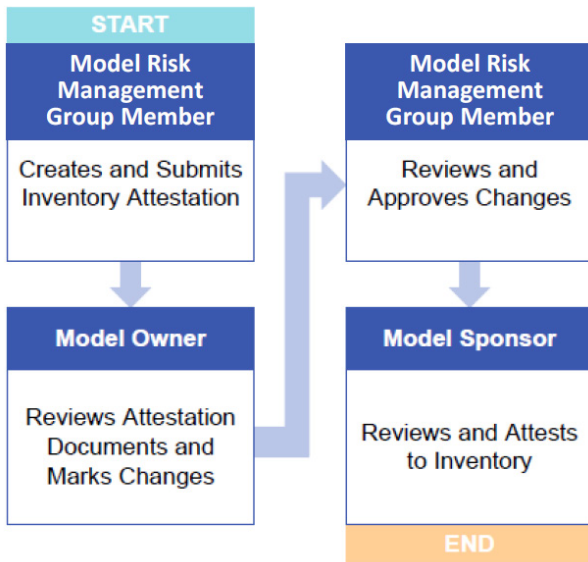 START
Model Risk
Management
Group Member
Creates and Submits
Inventory Attestation
Model Owner
Reviews Attestation
Documents and
Marks Changes
Model Risk
Management
Group Member
Reviews and
Approves Changes
Model Sponsor
Reviews and Attests
to Inventory
END